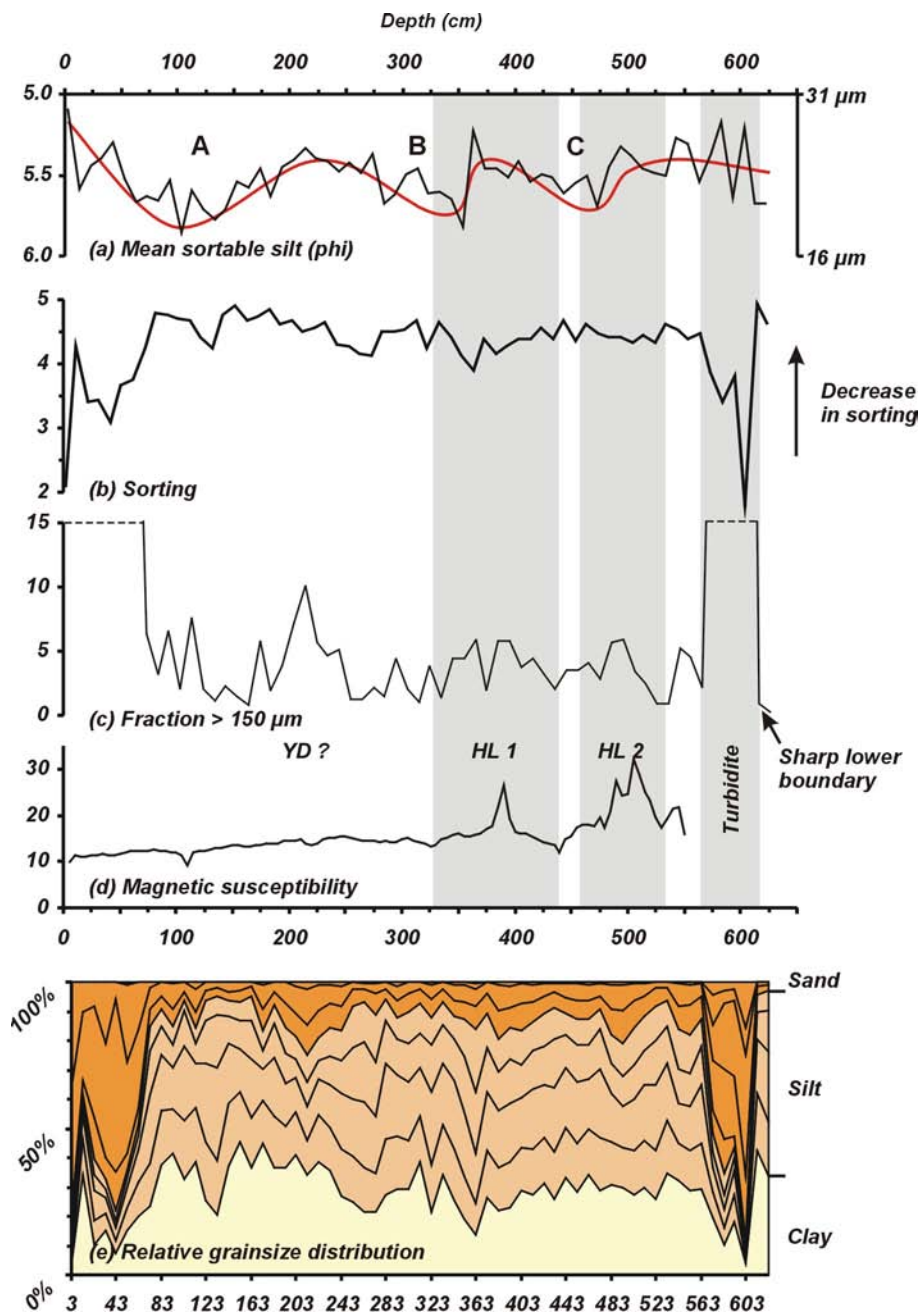 Depth (cm)
0 100 200 300 400 500 600
5.0 31 µm
A B C
5.5
6.0 (a) Mean sortable silt (phi) 16 µm
5
4
Decrease
in sorting
3
2 (b) Sorting
15
10
5
0 (c) Fraction > 150 µm
Sharp lower
boundary
YD ? HL 1 HL 2
Turbidite
30
20
10
(d) Magnetic susceptibility
0
0 100 200 300 400 500 600
100% Sand
Silt
50%
Clay
(e) Relative grainsize distribution
0%
3 43 83 123 163 203 243 283 323 363 403 443 483 523 563 603